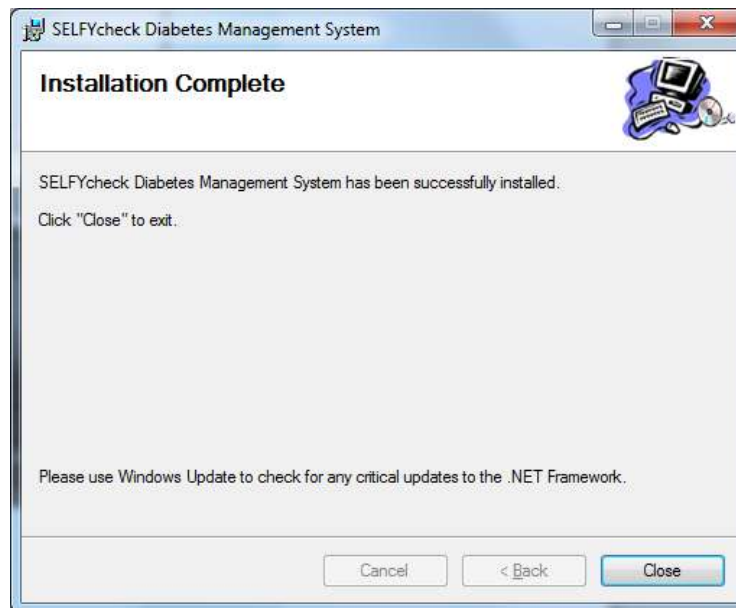 SELFYcheck Diabetes Management System
Installation Complete
SELFYcheck Diabetes Management System has been successfully installed.
Click "Close" to exit.
Please use Windows Update to check for any critical updates to the .NET Framework.
Cancel
< Back
Close